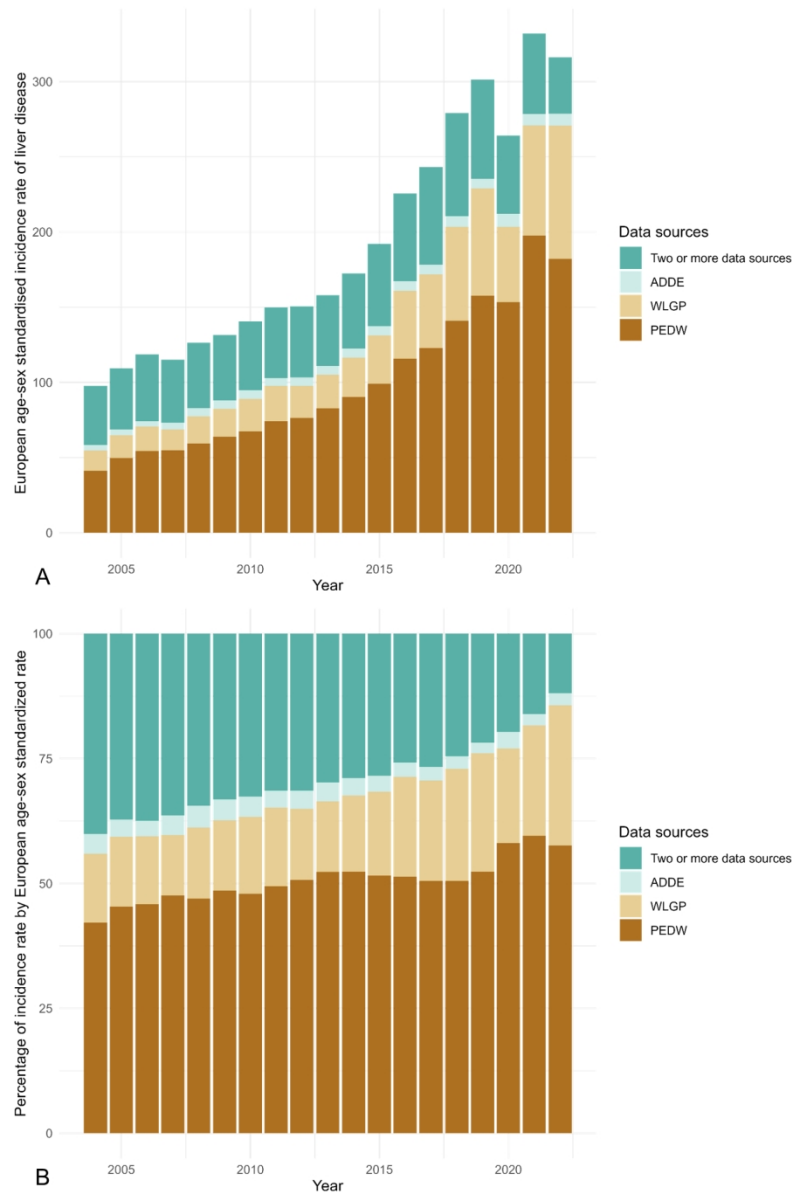 European age-sex standardised incidence rate of liver disease
300
200
100
0
2005
2010
2015
2020
Year
A
Data sources
Two or more data sources
ADDE
WLGP
PEDW
Percentage of incidence rate by European age-sex standardized rate
100
75
50
25
0
2005
2010
2015
2020
Year
B
Data sources
Two or more data sources
ADDE
WLGP
PEDW